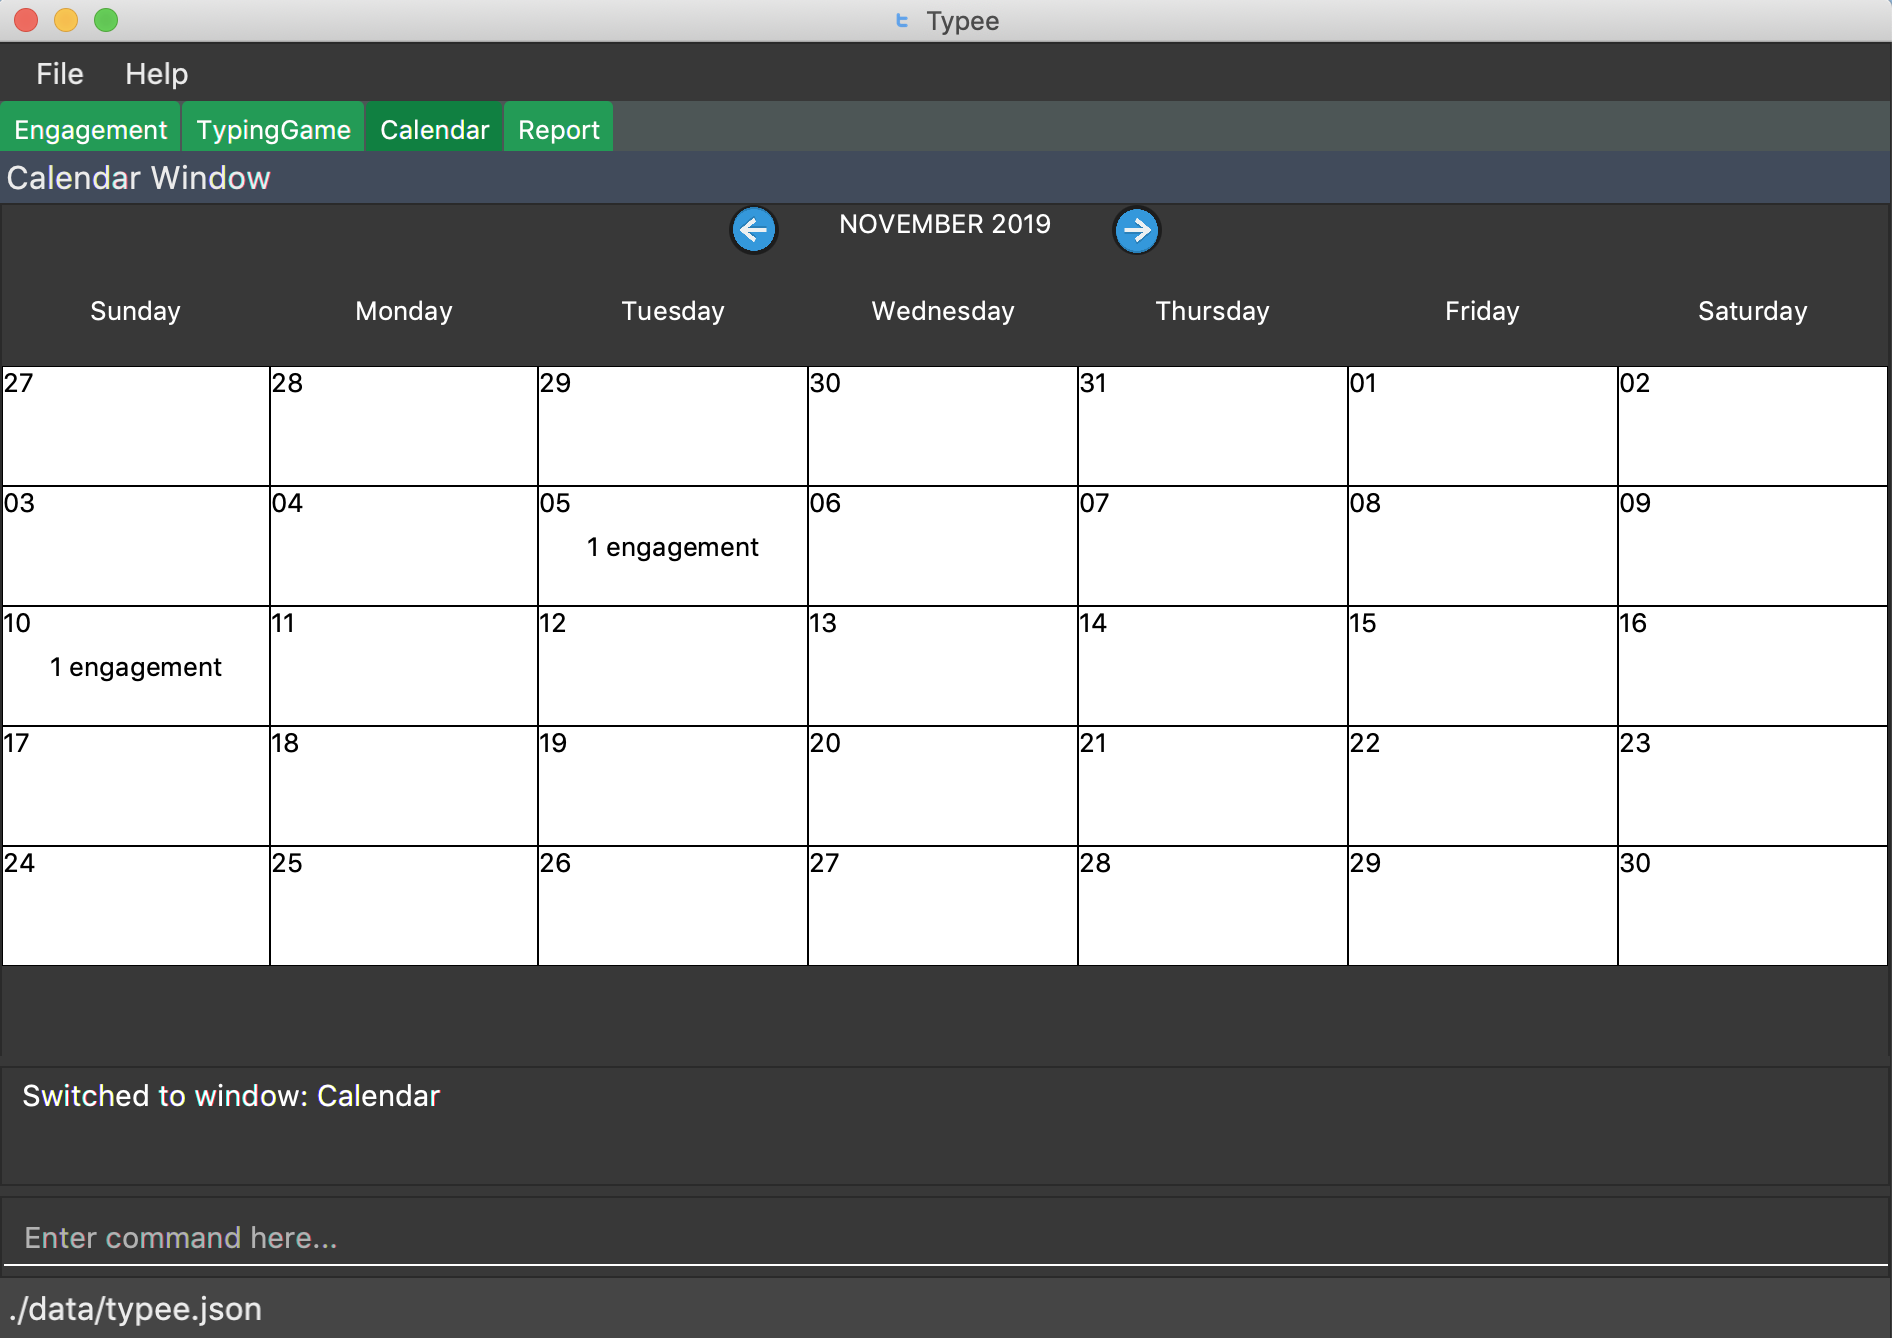 Typee
File Help
Engagement TypingGame Calendar Report
Calendar Window
NOVEMBER 2019
Sunday Monday Tuesday Wednesday Thursday Friday Saturday
27 28 29 30 31 01 02
03 04 05 06 07 08 09
1 engagement
10 11 12 13 14 15 16
1 engagement
17 18 19 20 21 22 23
24 25 26 27 28 29 30
Switched to window: Calendar
Enter command here...
./data/typee.json